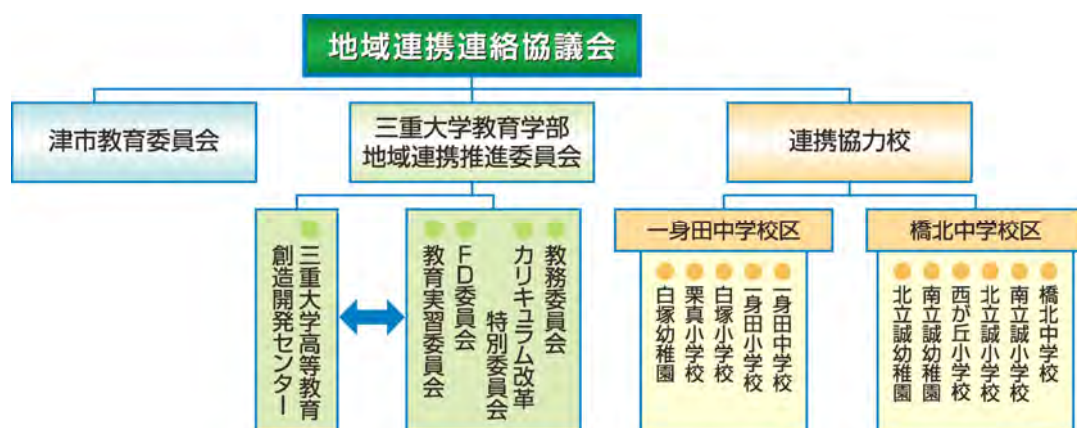 地域連携連絡協議会
津市教育委員会
三重大学教育学部
地域連携推進委員会
連携協力校
三重大学高等教育
創造開発センター
教務委員会
カリキュラム改革
特別委員会
FD委員会
教育実習委員会
一身田中学校区
一身田中学校
一身田小学校
白塚小学校
栗真小学校
白塚幼稚園
橋北中学校区
橋北中学校
南立誠小学校
北立誠小学校
西が丘小学校
南立誠幼稚園
北立誠幼稚園